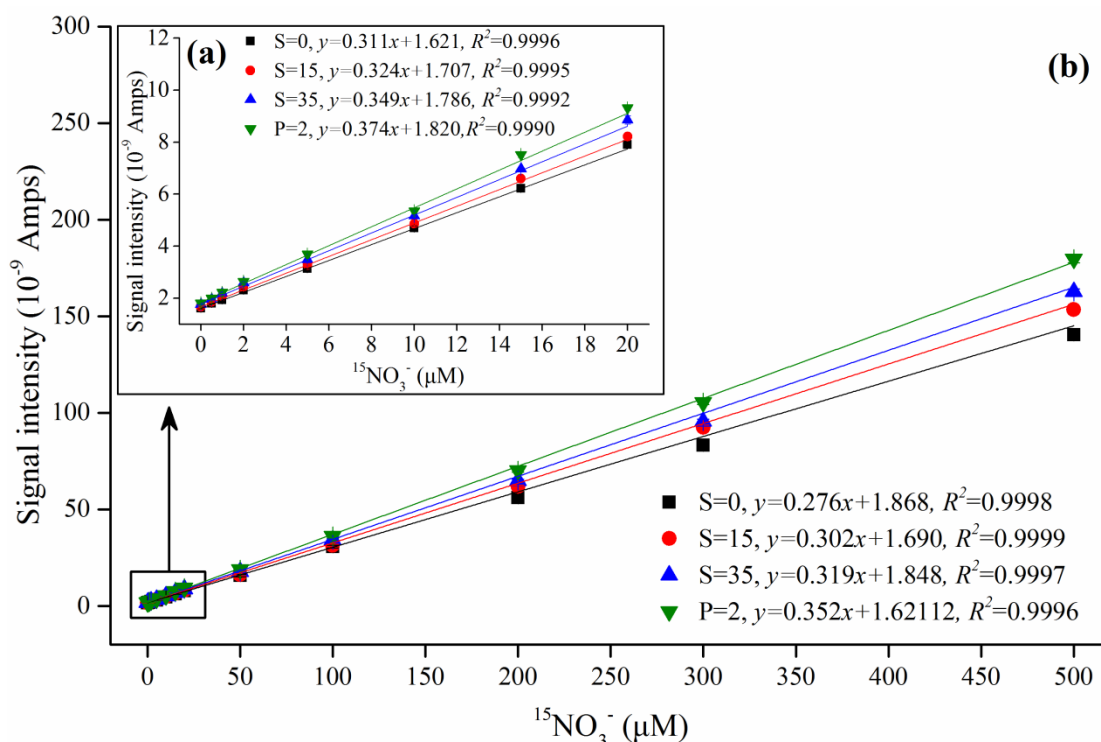 (a)
S=0, y=0.311x+1.621, R²=0.9996
S=15, y=0.324x+1.707, R²=0.9995
S=35, y=0.349x+1.786, R²=0.9992
P=2, y=0.374x+1.820, R²=0.9990
12
10
8
6
4
2
Signal intensity (10⁻⁹ Amps)
0 2 4 6 8 10 12 14 16 18 20
¹⁵NO₃⁻ (μM)
(b)
300
250
200
150
100
50
0
Signal intensity (10⁻⁹ Amps)
S=0, y=0.276x+1.868, R²=0.9998
S=15, y=0.302x+1.690, R²=0.9999
S=35, y=0.319x+1.848, R²=0.9997
P=2, y=0.352x+1.62112, R²=0.9996
0 50 100 150 200 250 300 350 400 450 500
¹⁵NO₃⁻ (μM)